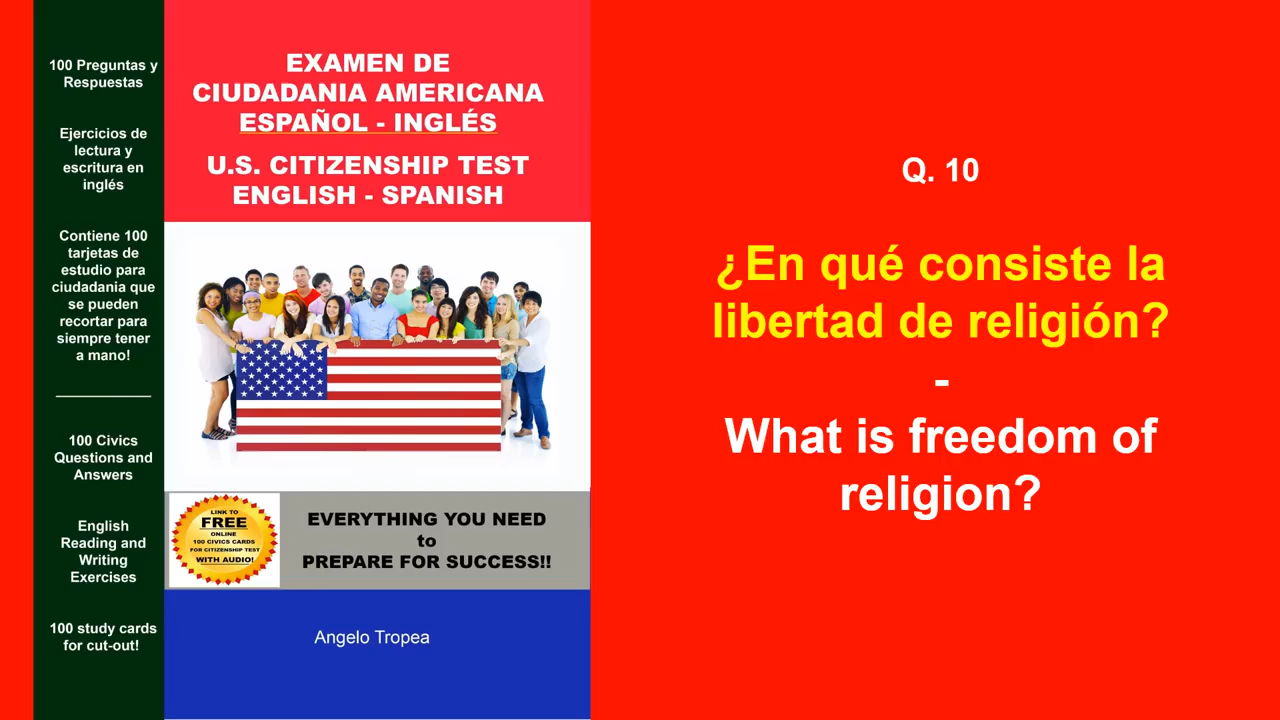 100 Preguntas y
Respuestas
Ejercicios de
lectura y
escritura en
inglés
Contiene 100
tarjetas de
estudio para
ciudadania que
se pueden
recortar para
siempre tener
a mano!
100 Civics
Questions and
Answers
English
Reading and
Writing
Exercises
100 study cards
for cut-out!
EXAMEN DE
CIUDADANIA AMERICANA
ESPAÑOL - INGLÉS
U.S. CITIZENSHIP TEST
ENGLISH - SPANISH
LINK TO
FREE
ONLINE
100 CIVICS CARDS
FOR CITIZENSHIP TEST
WITH AUDIO!
EVERYTHING YOU NEED
to
PREPARE FOR SUCCESS!!
Angelo Tropea
Q. 10
¿En qué consiste la
libertad de religión?
-
What is freedom of
religion?